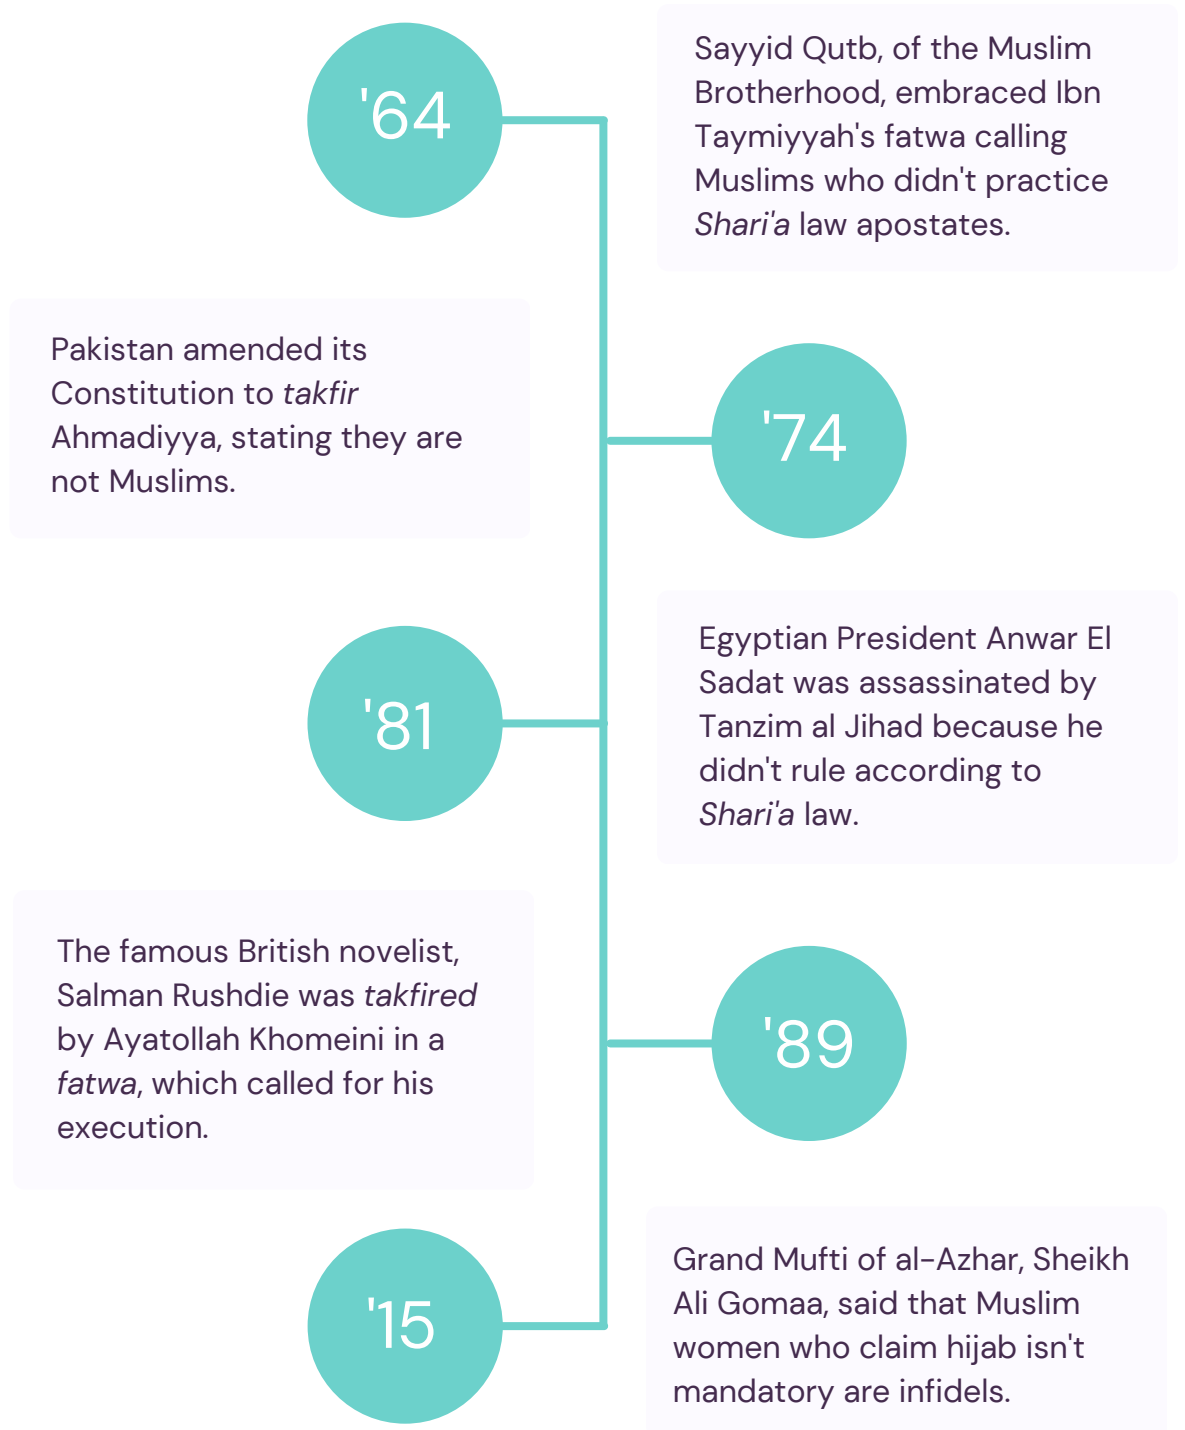 '64
Sayyid Qutb, of the Muslim
Brotherhood, embraced Ibn
Taymiyyah's fatwa calling
Muslims who didn't practice
Shari'a law apostates.
Pakistan amended its
Constitution to takfir
Ahmadiyya, stating they are
not Muslims.
'74
'81
Egyptian President Anwar El
Sadat was assassinated by
Tanzim al Jihad because he
didn't rule according to
Shari'a law.
The famous British novelist,
Salman Rushdie was takfired
by Ayatollah Khomeini in a
fatwa, which called for his
execution.
'89
'15
Grand Mufti of al-Azhar, Sheikh
Ali Gomaa, said that Muslim
women who claim hijab isn't
mandatory are infidels.